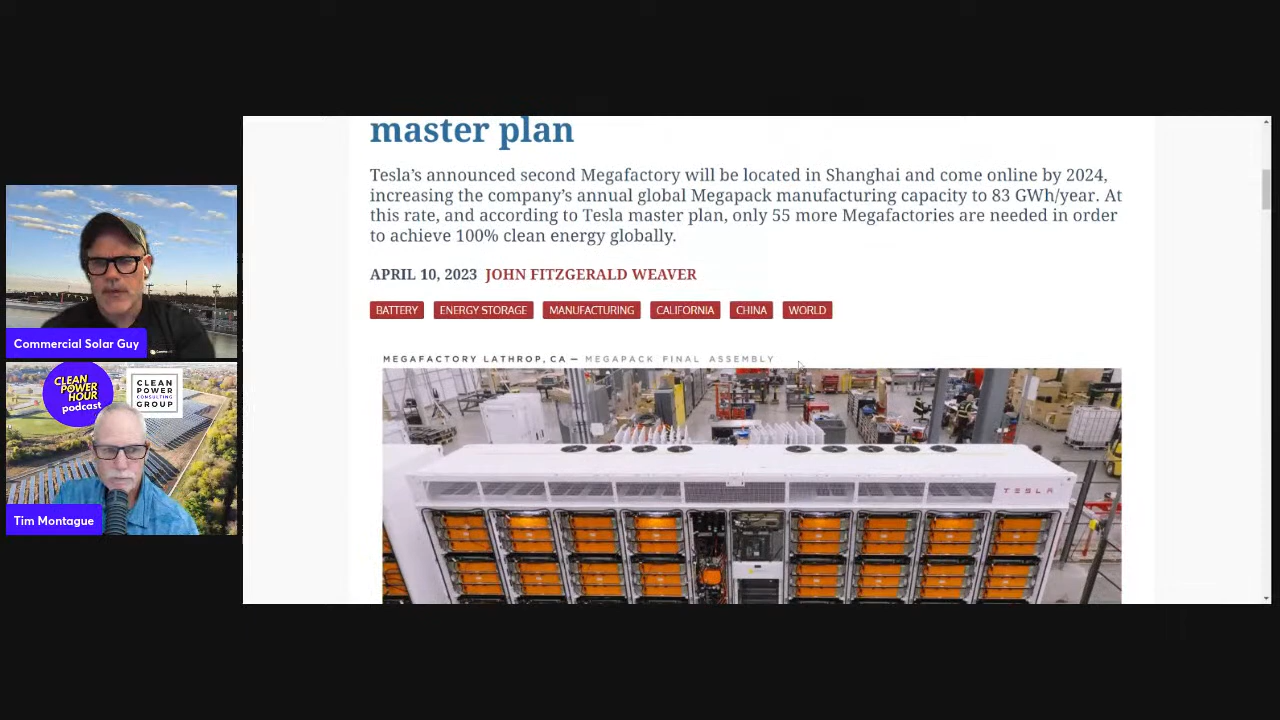 master plan
Tesla’s announced second Megafactory will be located in Shanghai and come online by 2024,
increasing the company’s annual global Megapack manufacturing capacity to 83 GWh/year. At
this rate, and according to Tesla master plan, only 55 more Megafactories are needed in order
to achieve 100% clean energy globally.
APRIL 10, 2023 JOHN FITZGERALD WEAVER
BATTERY ENERGY STORAGE MANUFACTURING CALIFORNIA CHINA WORLD
MEGAFACTORY LATHROP, CA — MEGAPACK FINAL ASSEMBLY
TESLA
Commercial Solar Guy
CLEAN
POWER
HOUR
podcast
CLEAN
POWER
CONSULTING
GROUP
Tim Montague